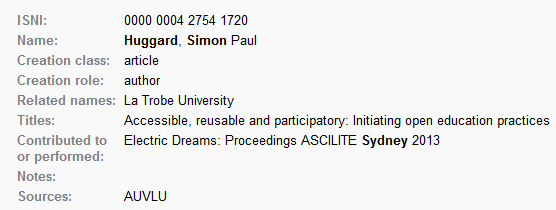 ISNI: 0000 0004 2754 1720
Name: Huggard, Simon Paul
Creation class: article
Creation role: author
Related names: La Trobe University
Titles: Accessible, reusable and participatory: Initiating open education practices
Contributed to or performed: Electric Dreams: Proceedings ASCILITE Sydney 2013
Notes:
Sources: AUVLU